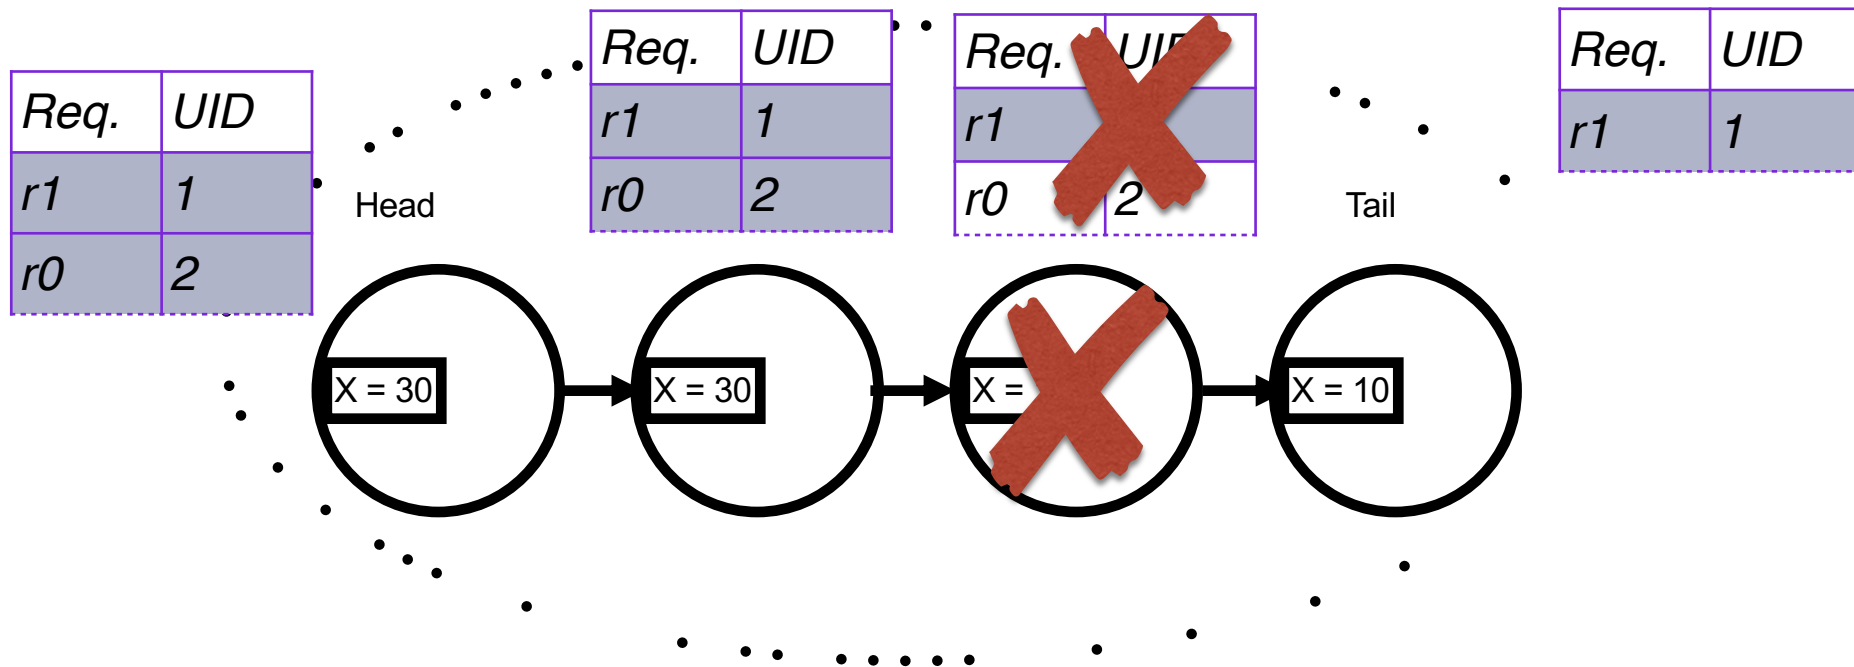 Req. UID
r1 1
r0 2
Req. UID
r1 1
r0 2
Req.
r1
r0 2
Req. UID
r1 1
Head
Tail
X = 30
X = 30
X =
X = 10